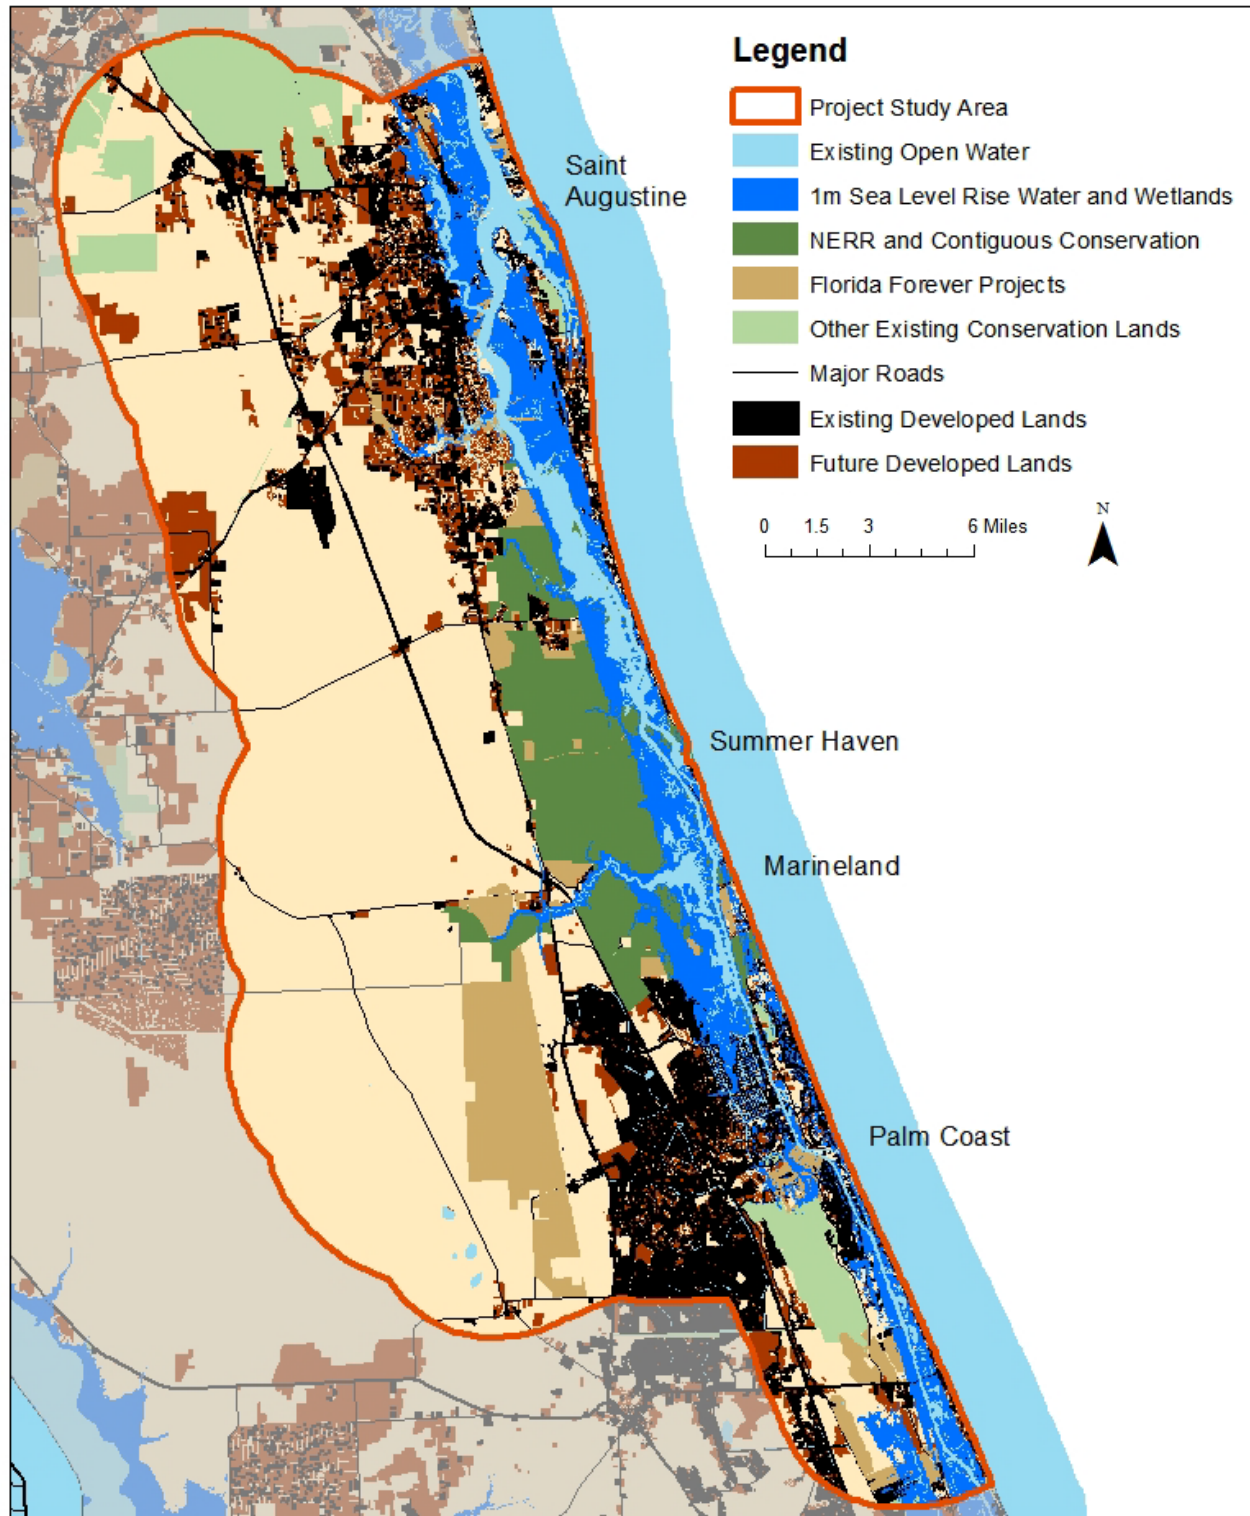 Legend
Project Study Area
Existing Open Water
1m Sea Level Rise Water and Wetlands
NERR and Contiguous Conservation
Florida Forever Projects
Other Existing Conservation Lands
Major Roads
Existing Developed Lands
Future Developed Lands
0 1.5 3 6 Miles
N
Saint
Augustine
Summer Haven
Marineland
Palm Coast